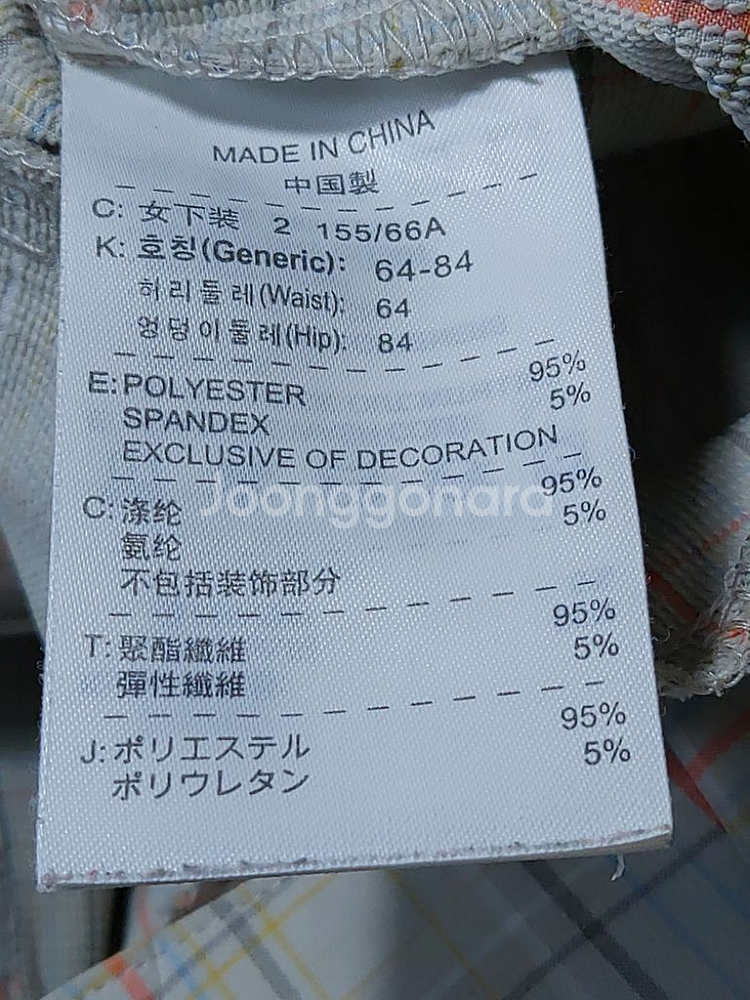 MADE IN CHINA
中国製
C: 女下装 2 155/66A
K: 호칭(Generic): 64-84
허리둘레(Waist): 64
엉덩이둘레(Hip): 84
E: POLYESTER 95%
SPANDEX 5%
EXCLUSIVE OF DECORATION
C: 涤纶 95%
氨纶 5%
不包括装饰部分
T: 聚酯纖維 95%
彈性纖維 5%
J: ポリエステル 95%
ポリウレタン 5%
Joonggonara